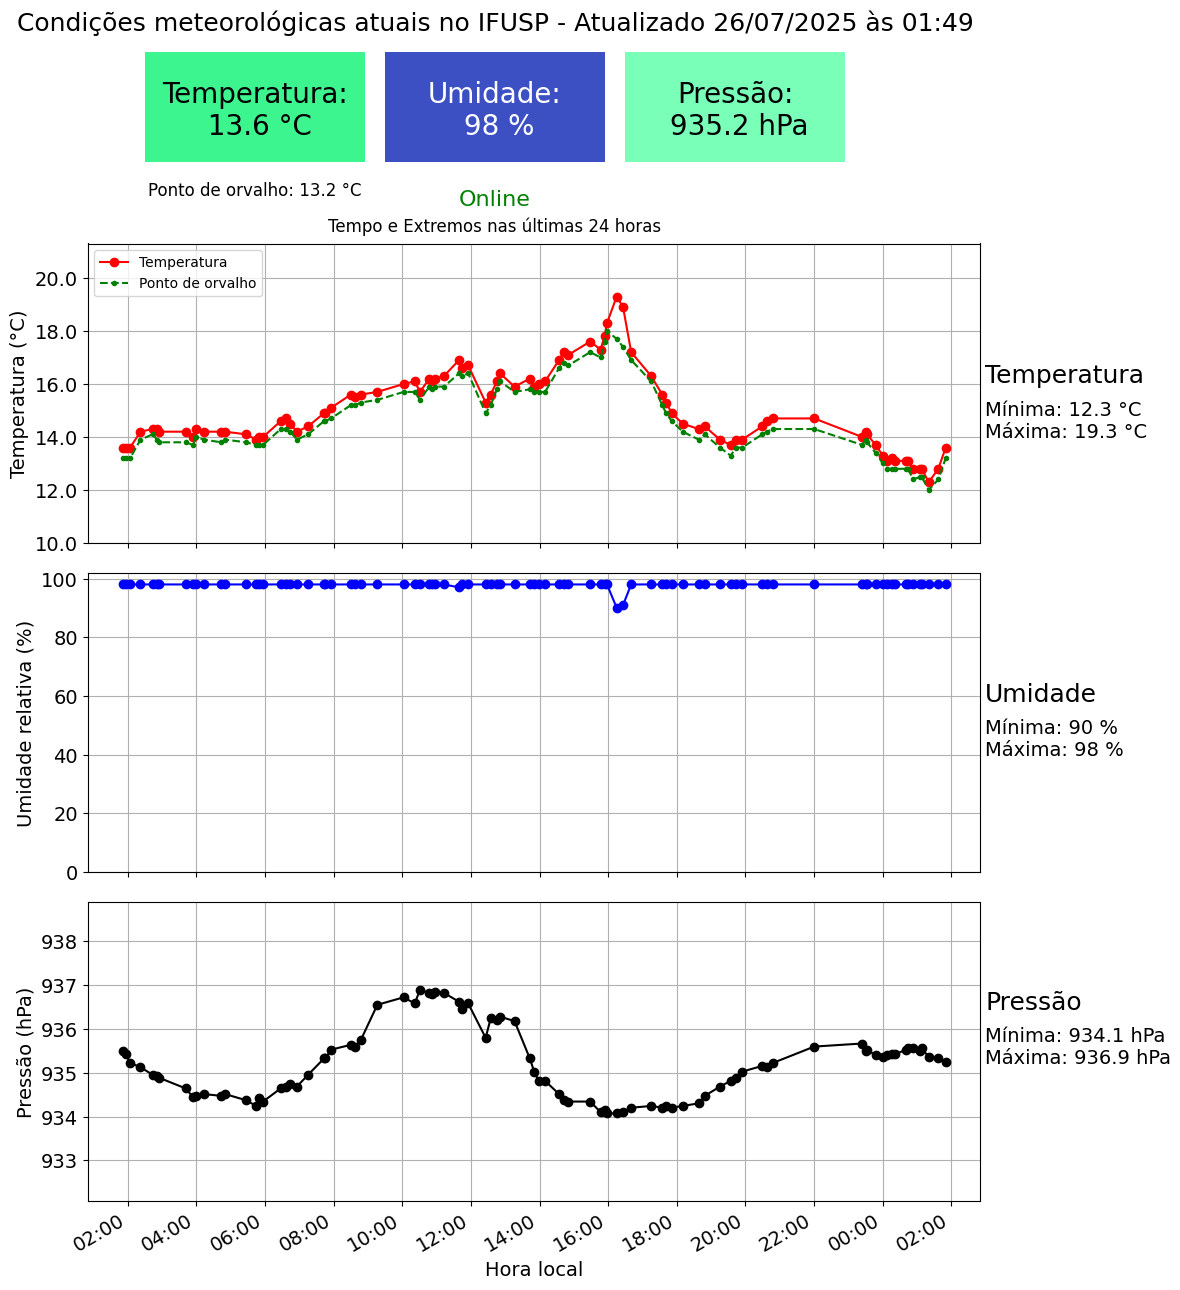 Condições meteorológicas atuais no IFUSP - Atualizado 26/07/2025 às 01:49
Temperatura:
13.6 °C
Umidade:
98 %
Pressão:
935.2 hPa
Ponto de orvalho: 13.2 °C
Online
Tempo e Extremos nas últimas 24 horas
Temperatura
Ponto de orvalho
Temperatura (°C)
20.0
18.0
16.0
14.0
12.0
10.0
Temperatura
Mínima: 12.3 °C
Máxima: 19.3 °C
Umidade relativa (%)
100
80
60
40
20
0
Umidade
Mínima: 90 %
Máxima: 98 %
Pressão (hPa)
938
937
936
935
934
933
Pressão
Mínima: 934.1 hPa
Máxima: 936.9 hPa
02:00
04:00
06:00
08:00
10:00
12:00
14:00
16:00
18:00
20:00
22:00
00:00
02:00
Hora local